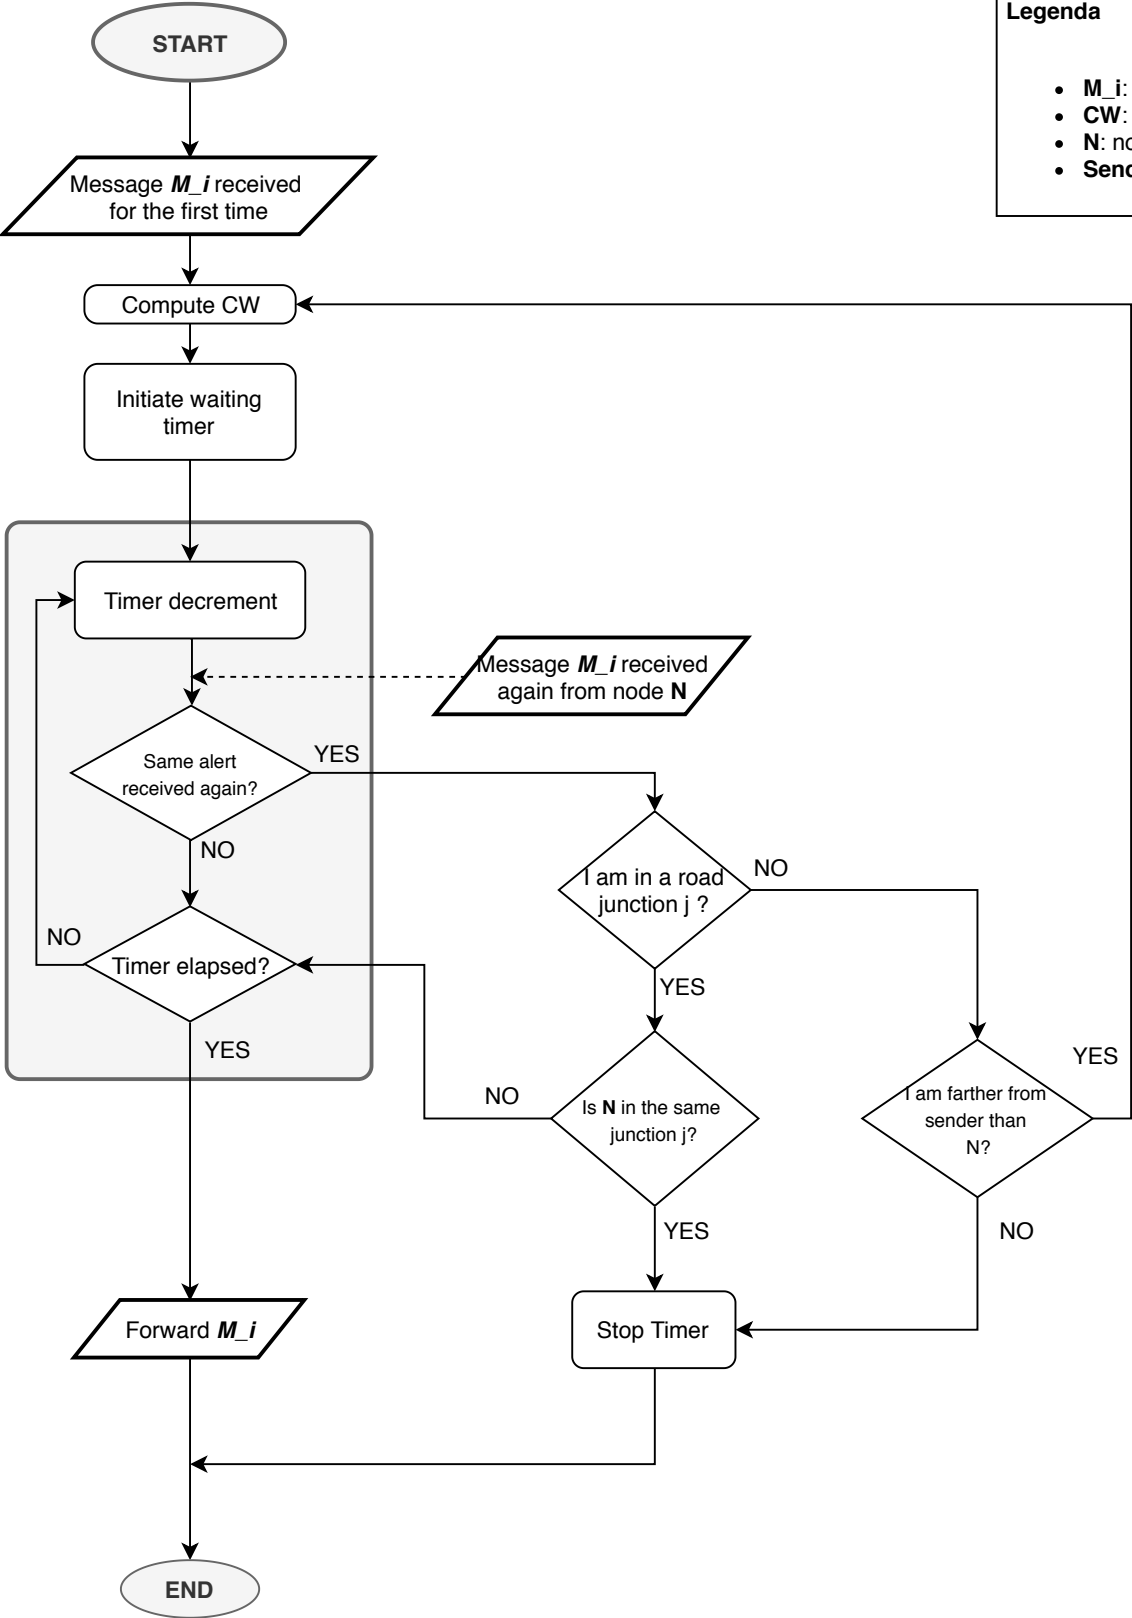 START
Legenda
M_i:
CW:
N:
Message M_i received
for the first time
Compute CW
Initiate waiting
timer
Timer decrement
Message M_i received
again from node N
Same alert
received again?
YES
NO
I am in a road
junction j ?
NO
YES
Timer elapsed?
NO
YES
Is N in the same
junction j?
NO
YES
I am farther from
sender than
N?
YES
NO
Forward M_i
Stop Timer
END